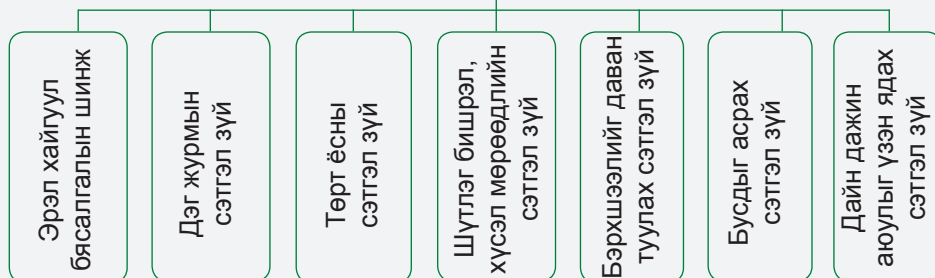 Эрэл хайгуул
бясалгалын шинж
Дэг журмын
сэтгэл зүй
Төрт ёсны
сэтгэл зүй
Шүтлэг бишрэл,
хүсэл мөрөөдлийн
сэтгэл зүй
Бэрхшээлийг даван
туулах сэтгэл зүй
Бусдыг асрах
сэтгэл зүй
Дайн дажин
аюулыг үзэн ядах
сэтгэл зүй